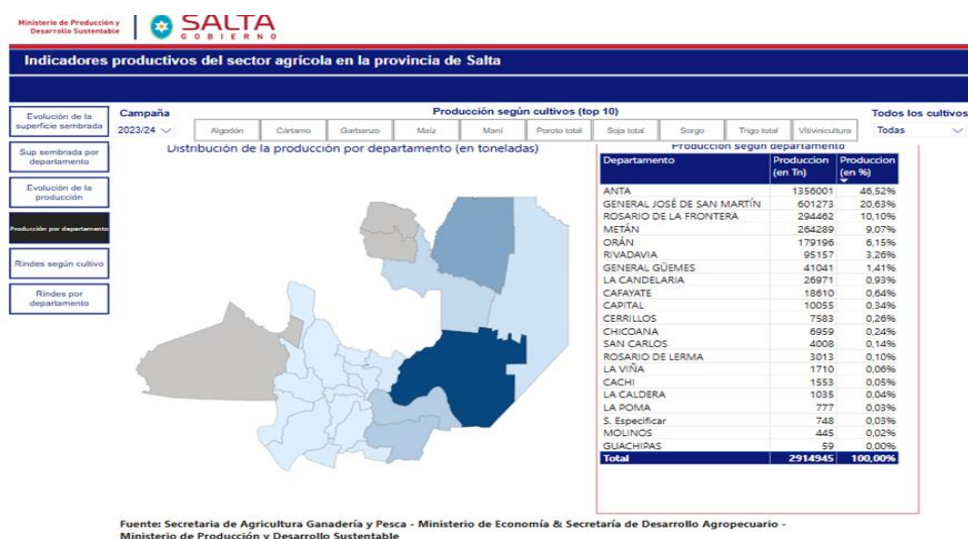 Ministerio de Producción y
Desarrollo Sustentable
SALTA
GOBIERNO
Indicadores productivos del sector agrícola en la provincia de Salta
Evolución de la
superficie sembrada
Sup sembrada por
departamento
Evolución de la
producción
Producción por departamento
Rindes según cultivo
Rindes por
departamento
Campaña
2023/24
Producción según cultivos (top 10)
Algodón Cártamo Garbanzo Maíz Maní Poroto total Soja total Sorgo Trigo total Vitivinicultura
Todos los cultivos
Todas
Distribución de la producción por departamento (en toneladas)
Producción según departamento
Departamento Produccion (en Tn) Produccion (en %)
ANTA 1356001 46,52%
GENERAL JOSÉ DE SAN MARTÍN 601273 20,63%
ROSARIO DE LA FRONTERA 294462 10,10%
METÁN 264289 9,07%
ORÁN 179196 6,15%
RIVADAVIA 95157 3,26%
GENERAL GÜEMES 41041 1,41%
LA CANDELARIA 26971 0,93%
CAFAYATE 18610 0,64%
CAPITAL 10055 0,34%
CERRILLOS 7583 0,26%
CHICOANA 6959 0,24%
SAN CARLOS 4008 0,14%
ROSARIO DE LERMA 3013 0,10%
LA VIÑA 1710 0,06%
CACHI 1553 0,05%
LA CALDERA 1035 0,04%
LA POMA 777 0,03%
S. Especificar 748 0,03%
MOLINOS 445 0,02%
GUACHIPAS 59 0,00%
Total 2914945 100,00%
Fuente: Secretaria de Agricultura Ganadería y Pesca - Ministerio de Economía & Secretaría de Desarrollo Agropecuario -
Ministerio de Producción y Desarrollo Sustentable